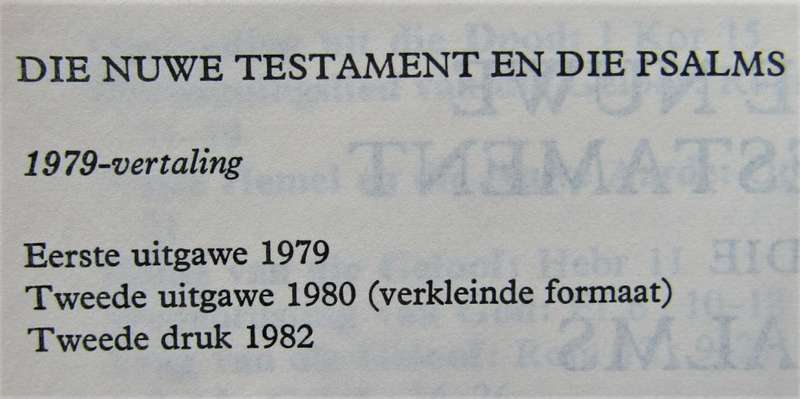 DIE NUWE TESTAMENT EN DIE PSALMS
1979-vertaling
Eerste uitgawe 1979
Tweede uitgawe 1980 (verkleinde formaat)
Tweede druk 1982